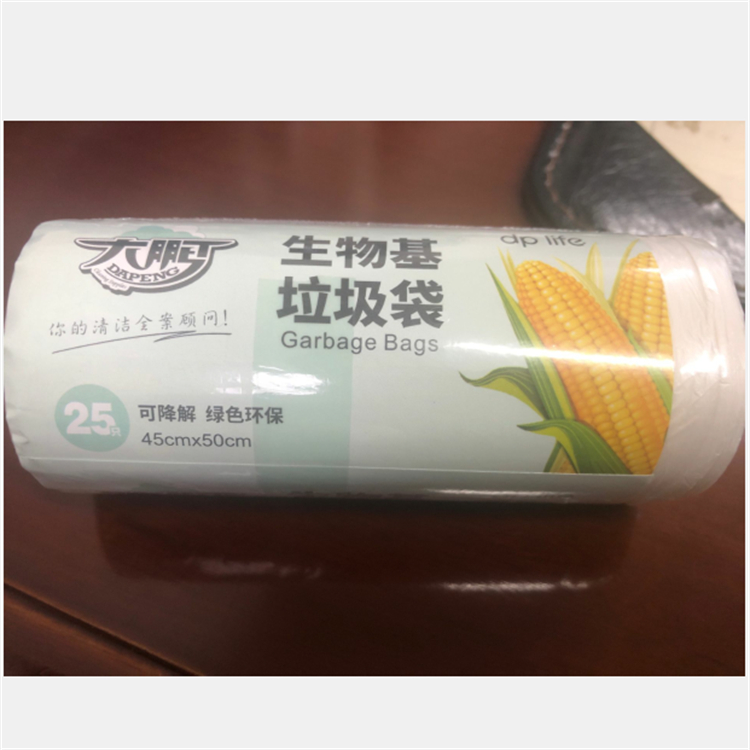 大鹏
DAPENG
你的清洁全案顾问!
生物基
垃圾袋
Garbage Bags
dp life
25只
可降解 绿色环保
45cmx50cm